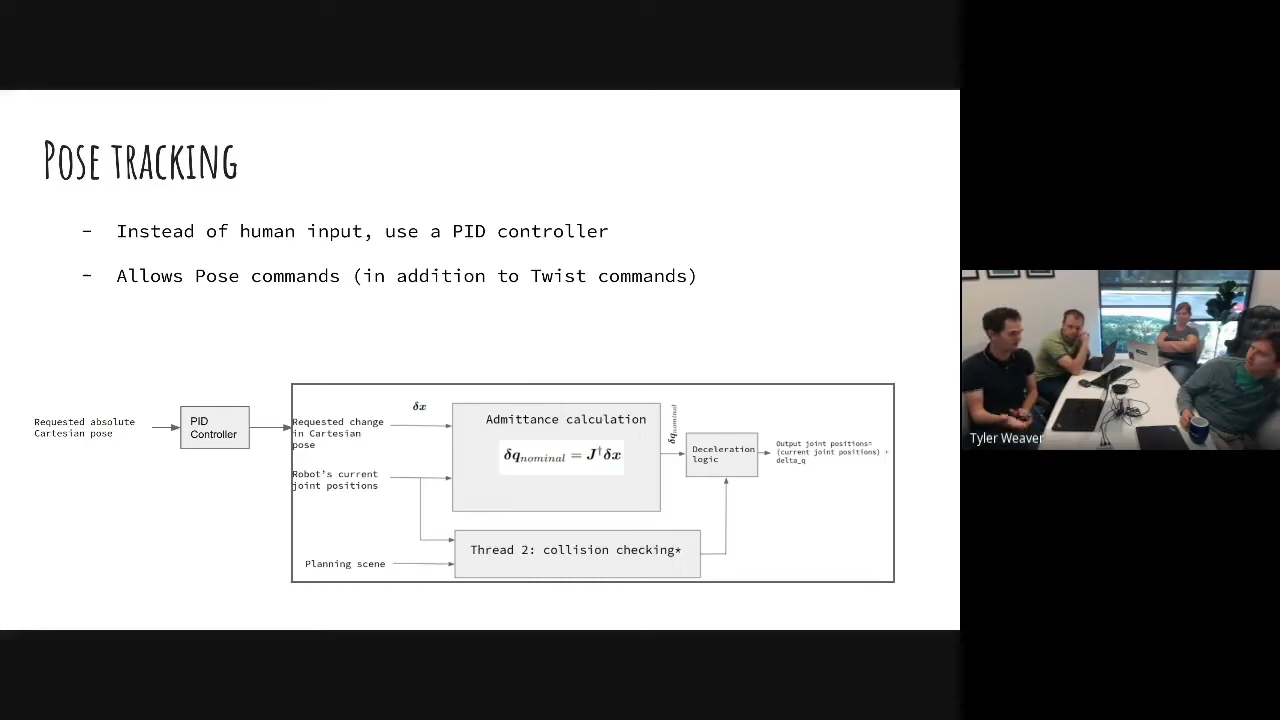 POSE TRACKING
- Instead of human input, use a PID controller
- Allows Pose commands (in addition to Twist commands)
Requested absolute
Cartesian pose
PID
Controller
Requested change
in Cartesian
pose
Robot's current
joint positions
Planning scene
δx
Admittance calculation
δq_nominal = J†δx
Thread 2: collision checking*
δq_nominal
Deceleration
logic
Output joint positions=
(current joint positions) +
delta_q
Tyler Weaver